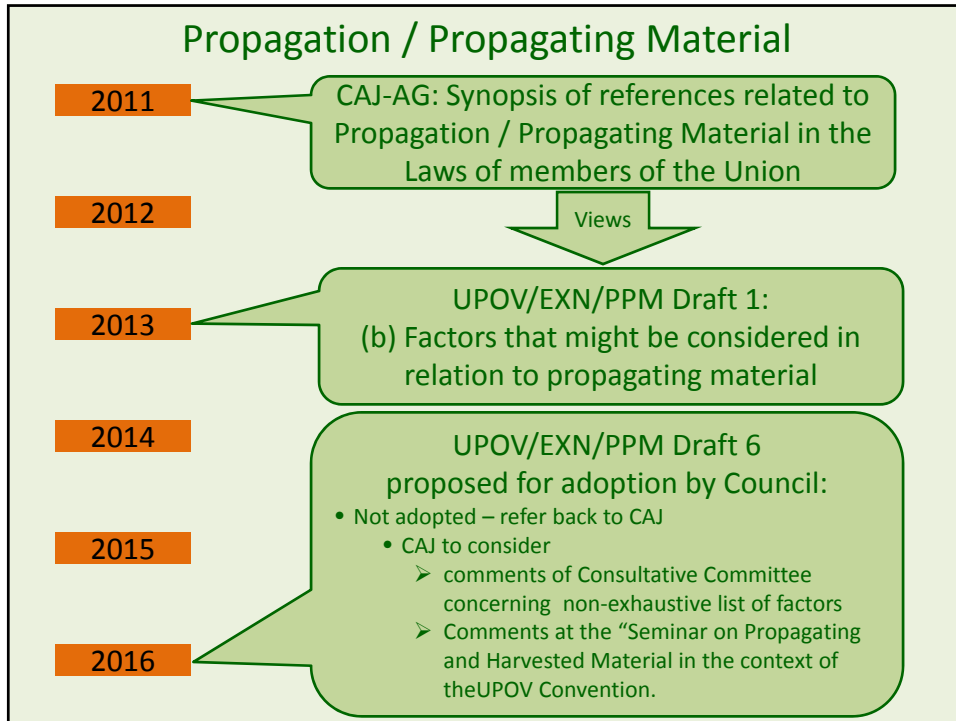 Propagation / Propagating Material
2011
CAJ-AG: Synopsis of references related to
Propagation / Propagating Material in the
Laws of members of the Union
2012
Views
2013
UPOV/EXN/PPM Draft 1:
(b) Factors that might be considered in
relation to propagating material
2014
UPOV/EXN/PPM Draft 6
proposed for adoption by Council:
• Not adopted – refer back to CAJ
• CAJ to consider
2015
➢ comments of Consultative Committee
concerning non-exhaustive list of factors
➢ Comments at the “Seminar on Propagating
and Harvested Material in the context of
theUPOV Convention.
2016